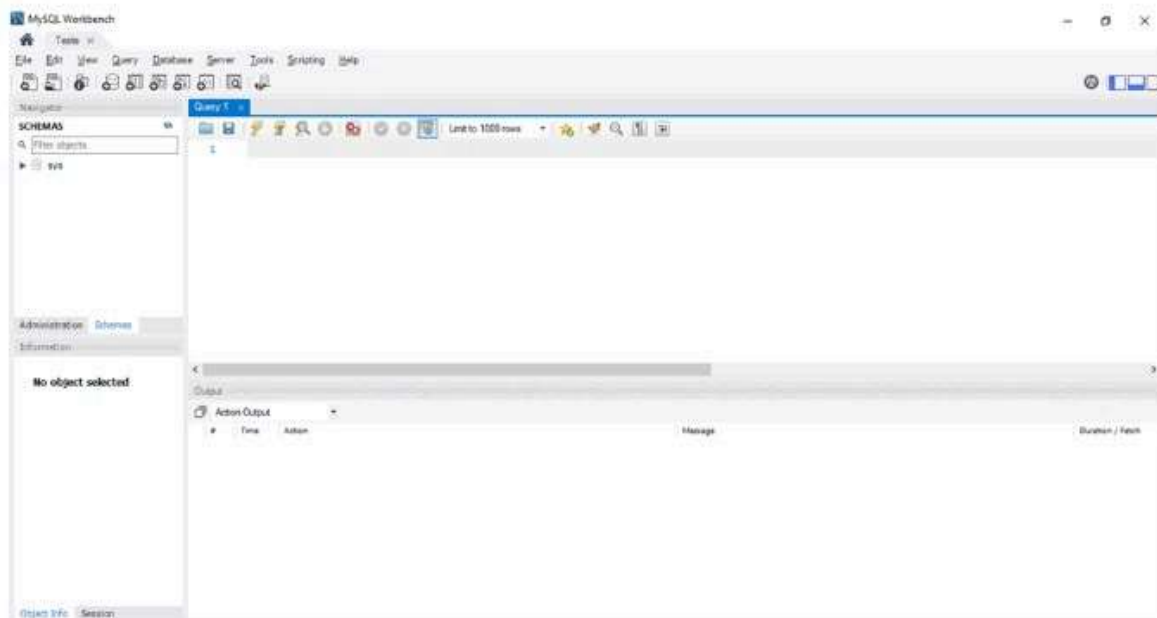 MySQL Workbench
File Edit View Query Database Server Tools Scripting Help
Navigator
Query 1
SCHEMAS
Filter objects
Limit to 1000 rows
1
sys
Administration Schemas
Information
No object selected
Output
Action Output
# Time Action Message Duration / Fetch
Object Info Session